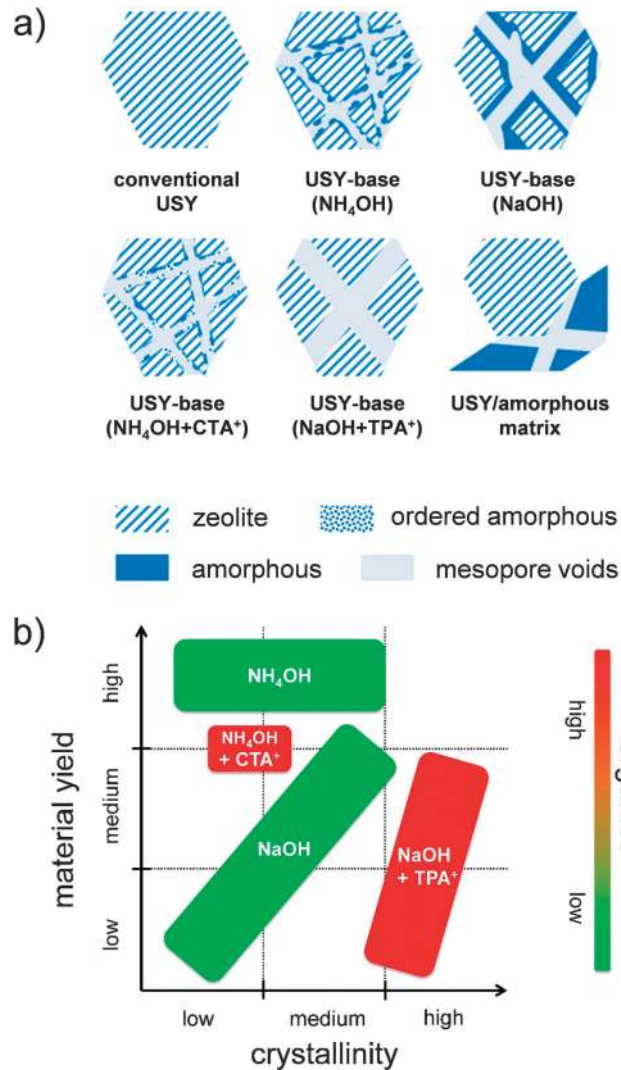 a)
conventional USY-base USY-base
USY (NH₄OH) (NaOH)
USY-base USY-base USY/amorphous
(NH₄OH+CTA⁺) (NaOH+TPA⁺) matrix
zeolite ordered amorphous
amorphous mesopore voids
b)
high
NH₄OH
high
NH₄OH
+ CTA⁺
material yield
medium
NaOH
NaOH
+ TPA⁺
low
low
low medium high
crystallinity